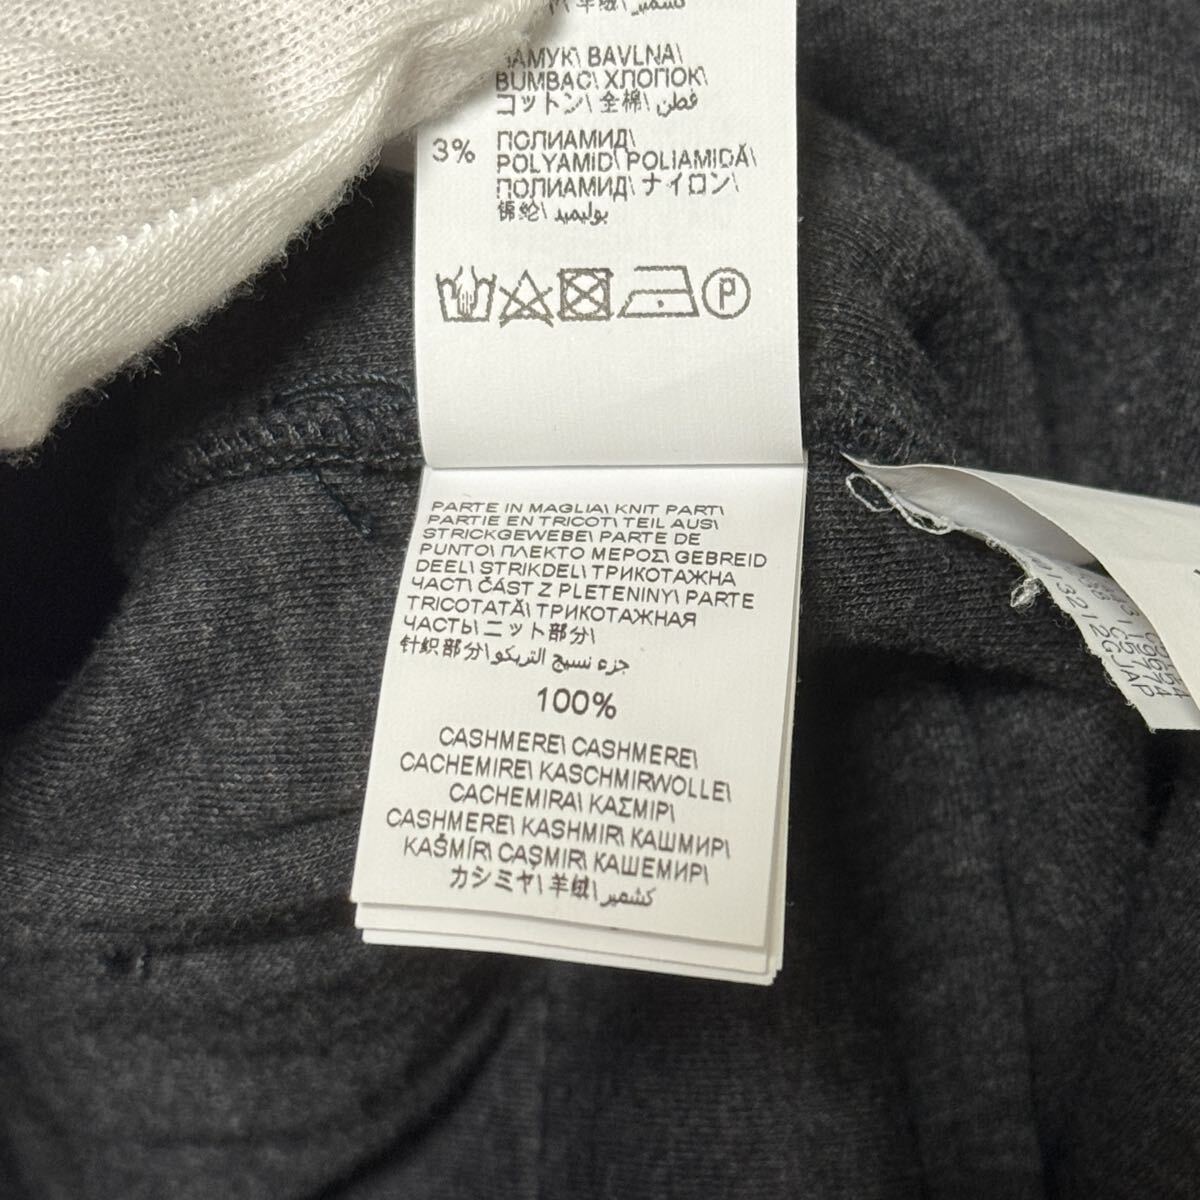 BAVLNA\
BUMBAC\ ХЛОПОК\
コットン\ 全棉\ قطن\
3% ПОЛИАМИД\
POLYAMID\ POLIAMIDĂ\
ПОЛИАМИД\ ナイロン\
锦纶\ بوليميد\
P
PARTE IN MAGLIA\ KNIT PART\
PARTIE EN TRICOT\ TEIL AUS\
STRICKGEWEBE\ PARTE DE
PUNTO\ ΠΛΕΚΤΟ ΜΕΡΟΣ\ GEBREID
DEEL\ STRIKDEL\ ТРИКОТАЖНА
ЧАСТ\ ČÁST Z PLETENINY\ PARTE
TRICOTATĂ\ ТРИКОТАЖНАЯ
ЧАСТЬ\ ニット部分\
针织部分\ جزء نسيج التريكو\
100%
CASHMERE\ CASHMERE\
CACHEMIRE\ KASCHMIRWOLLE\
CACHEMIRA\ ΚΑΣΜΙΡ\
CASHMERE\ KASHMIR\ КАШМИР\
KAŠMÍR\ CAŞMIR\ КАШЕМИР\
カシミヤ\ 羊绒\ كشمير\